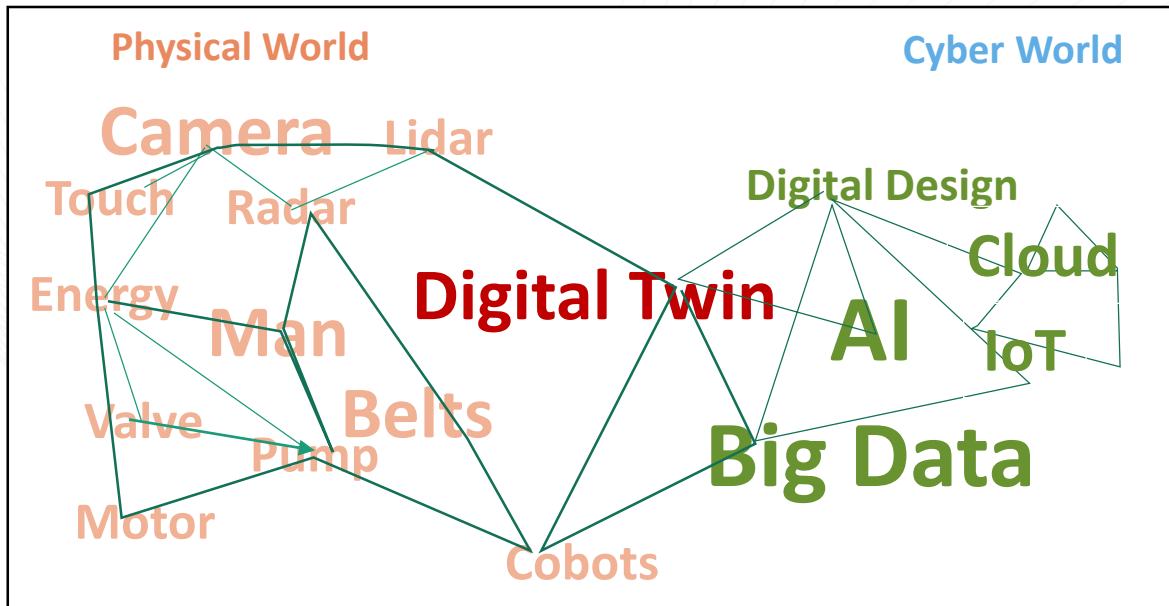 Physical World
Cyber World
Camera
Lidar
Touch
Radar
Digital Design
Cloud
Energy
Digital Twin
Man
AI
IoT
Valve
Belts
Pump
Big Data
Motor
Cobots